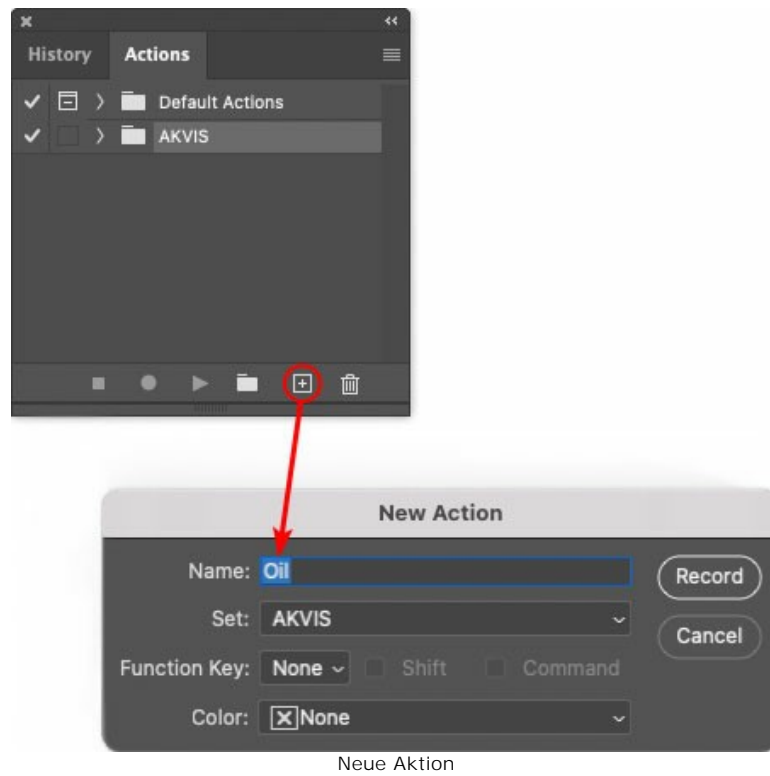 History Actions
Default Actions
AKVIS
New Action
Name: Oil
Record
Set: AKVIS
Cancel
Function Key: None Shift Command
Color: None
Neue Aktion